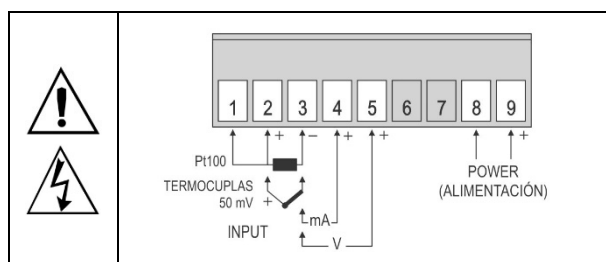 1 2 3 4 5 6 7 8 9
+ − + + +
Pt100
TERMOCUPLAS
50 mV +
INPUT
mA
V
POWER
(ALIMENTACIÓN)